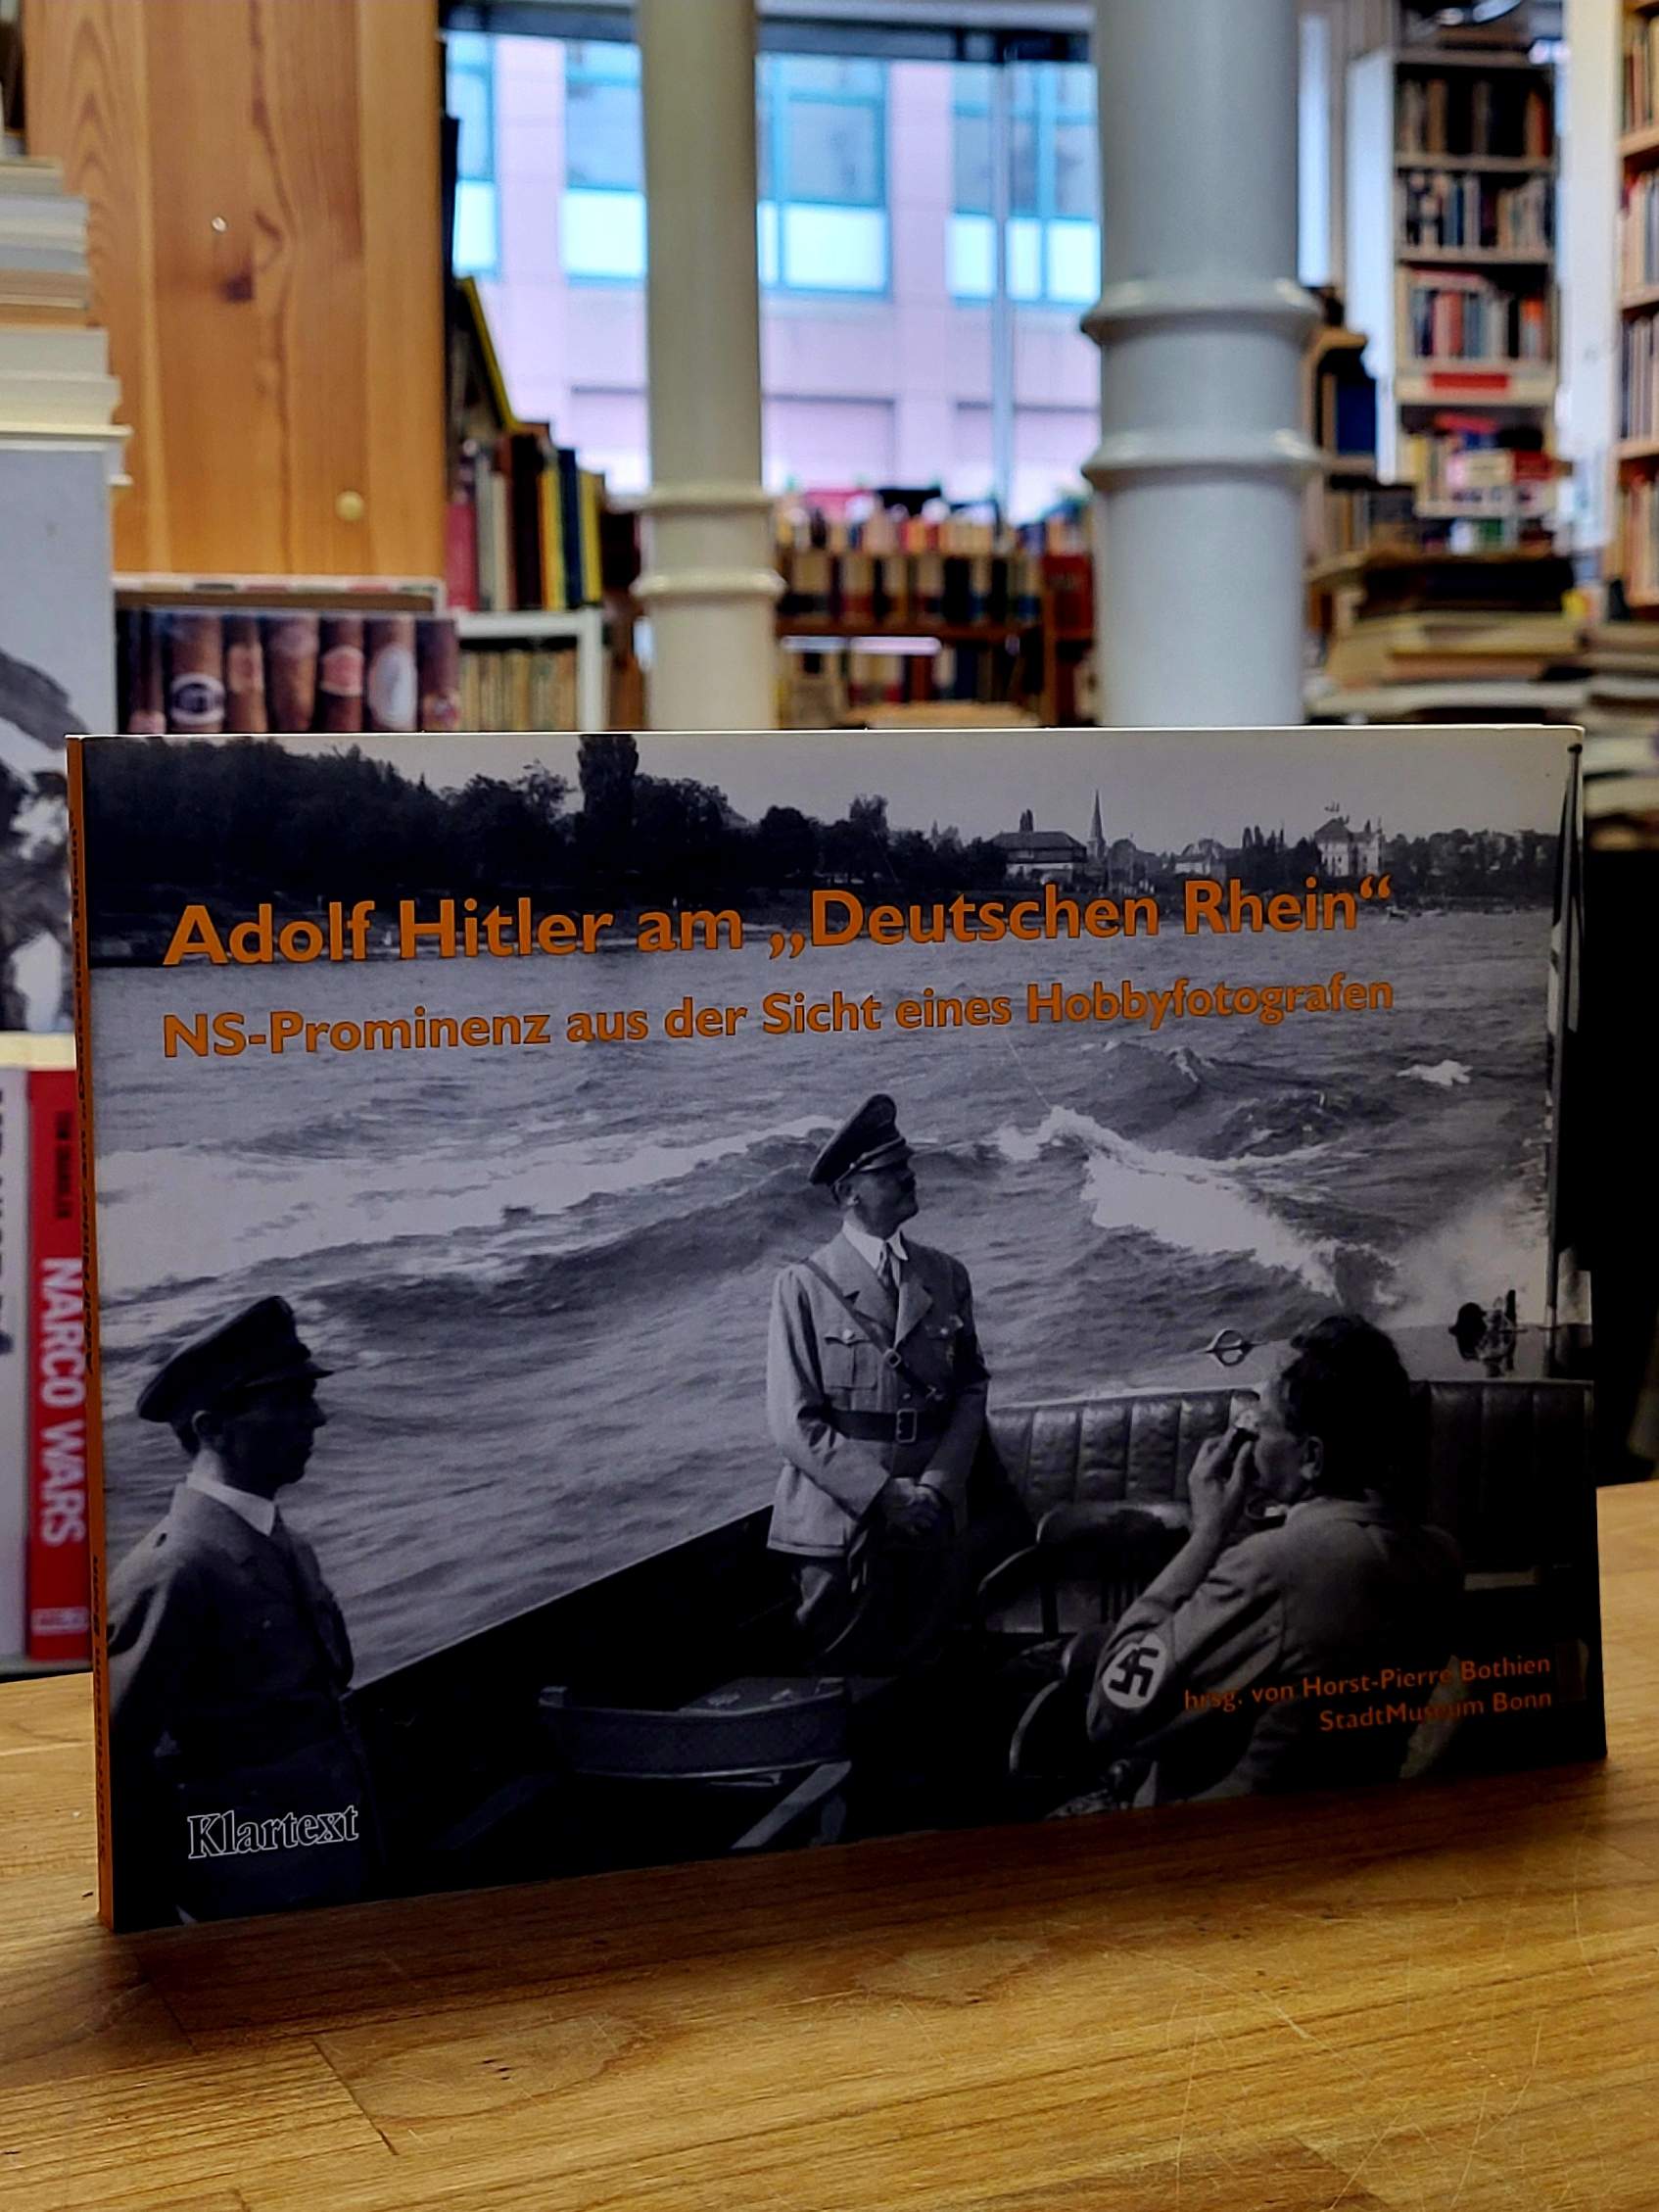 Adolf Hitler am „Deutschen Rhein“
NS-Prominenz aus der Sicht eines Hobbyfotografen
hrsg. von Horst-Pierre Bothien
StadtMuseum Bonn
Klartext
NARCO WARS